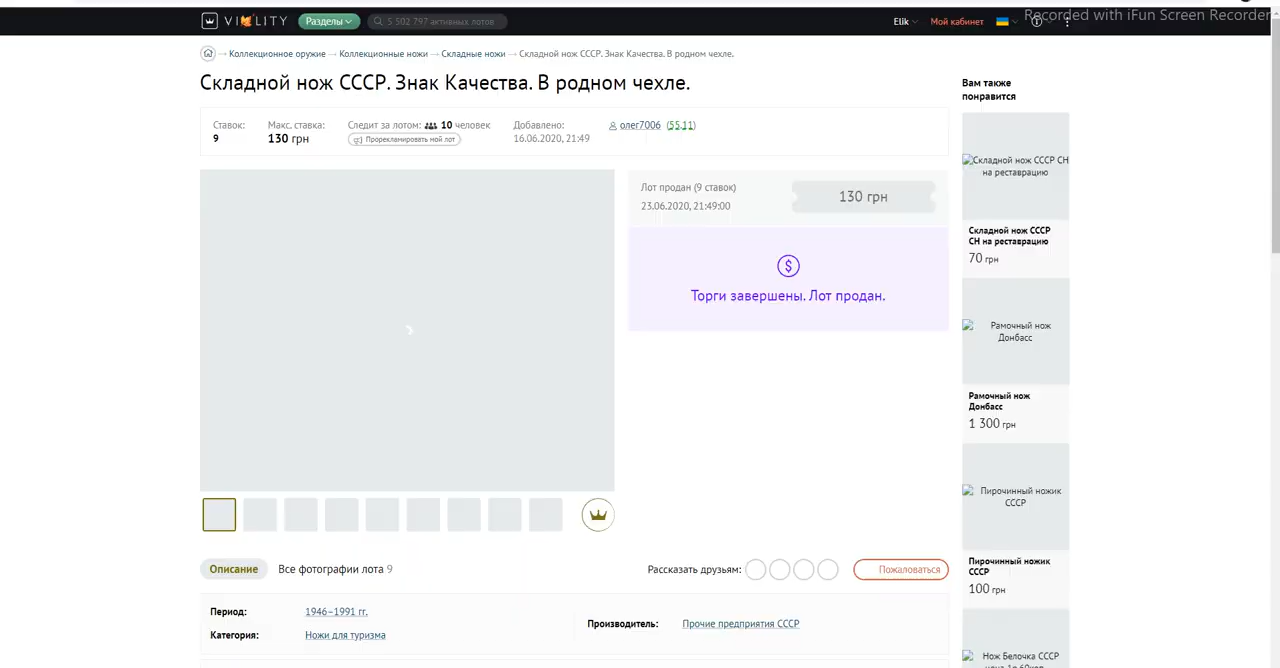 VIOLITY Разделы 5 502 797 активных лотов Elik Мой кабинет
Recorded with iFun Screen Recorder
Коллекционное оружие → Коллекционные ножи → Складные ножи → Складной нож СССР. Знак Качества. В родном чехле.
Складной нож СССР. Знак Качества. В родном чехле.
Ставок:
9
Макс. ставка:
130 грн
Следит за лотом: 10 человек
Прорекламировать мой лот
Добавлено:
16.06.2020, 21:49
олег7006 (5511)
Лот продан (9 ставок)
23.06.2020, 21:49:00
130 грн
Торги завершены. Лот продан.
Описание Все фотографии лота 9
Рассказать друзьям:
Пожаловаться
Период: 1946–1991 гг.
Категория: Ножи для туризма
Производитель: Прочие предприятия СССР
Вам также
понравится
Складной нож СССР СН
на реставрацию
Складной нож СССР
СН на реставрацию
70 грн
Рамочный нож
Донбасс
Рамочный нож
Донбасс
1 300 грн
Пирочинный ножик
СССР
Пирочинный ножик
СССР
100 грн
Нож Белочка СССР
цена 1р 60коп